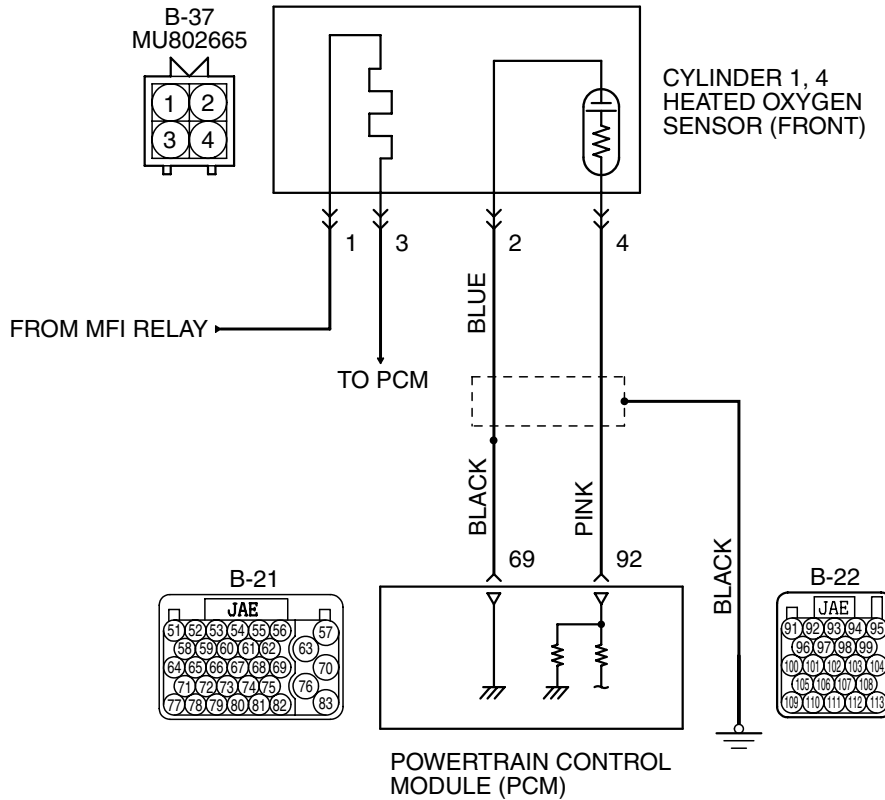 B-37
MU802665
1 2
3 4
CYLINDER 1, 4
HEATED OXYGEN
SENSOR (FRONT)
1 3 2 4
BLUE
FROM MFI RELAY
TO PCM
BLACK
PINK
BLACK
69 92
B-21
JAE
51 52 53 54 55 56 57
58 59 60 61 62 63
64 65 66 67 68 69 70
71 72 73 74 75 76
77 78 79 80 81 82 83
B-22
JAE
91 92 93 94 95
96 97 98 99
100 101 102 103 104
105 106 107 108
109 110 111 112 113
POWERTRAIN CONTROL
MODULE (PCM)